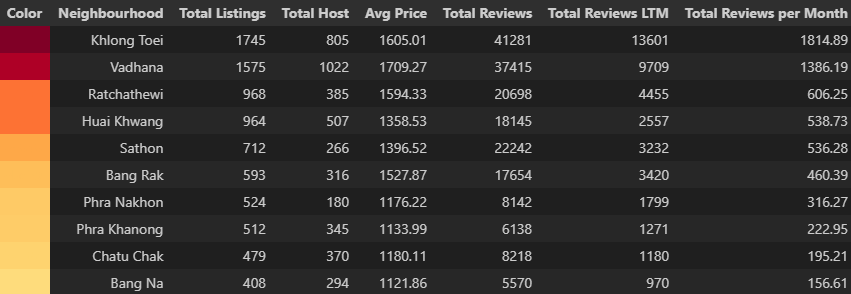 Color Neighbourhood Total Listings Total Host Avg Price Total Reviews Total Reviews LTM Total Reviews per Month
Khlong Toei 1745 805 1605.01 41281 13601 1814.89
Vadhana 1575 1022 1709.27 37415 9709 1386.19
Ratchathewi 968 385 1594.33 20698 4455 606.25
Huai Khwang 964 507 1358.53 18145 2557 538.73
Sathon 712 266 1396.52 22242 3232 536.28
Bang Rak 593 316 1527.87 17654 3420 460.39
Phra Nakhon 524 180 1176.22 8142 1799 316.27
Phra Khanong 512 345 1133.99 6138 1271 222.95
Chatu Chak 479 370 1180.11 8218 1180 195.21
Bang Na 408 294 1121.86 5570 970 156.61